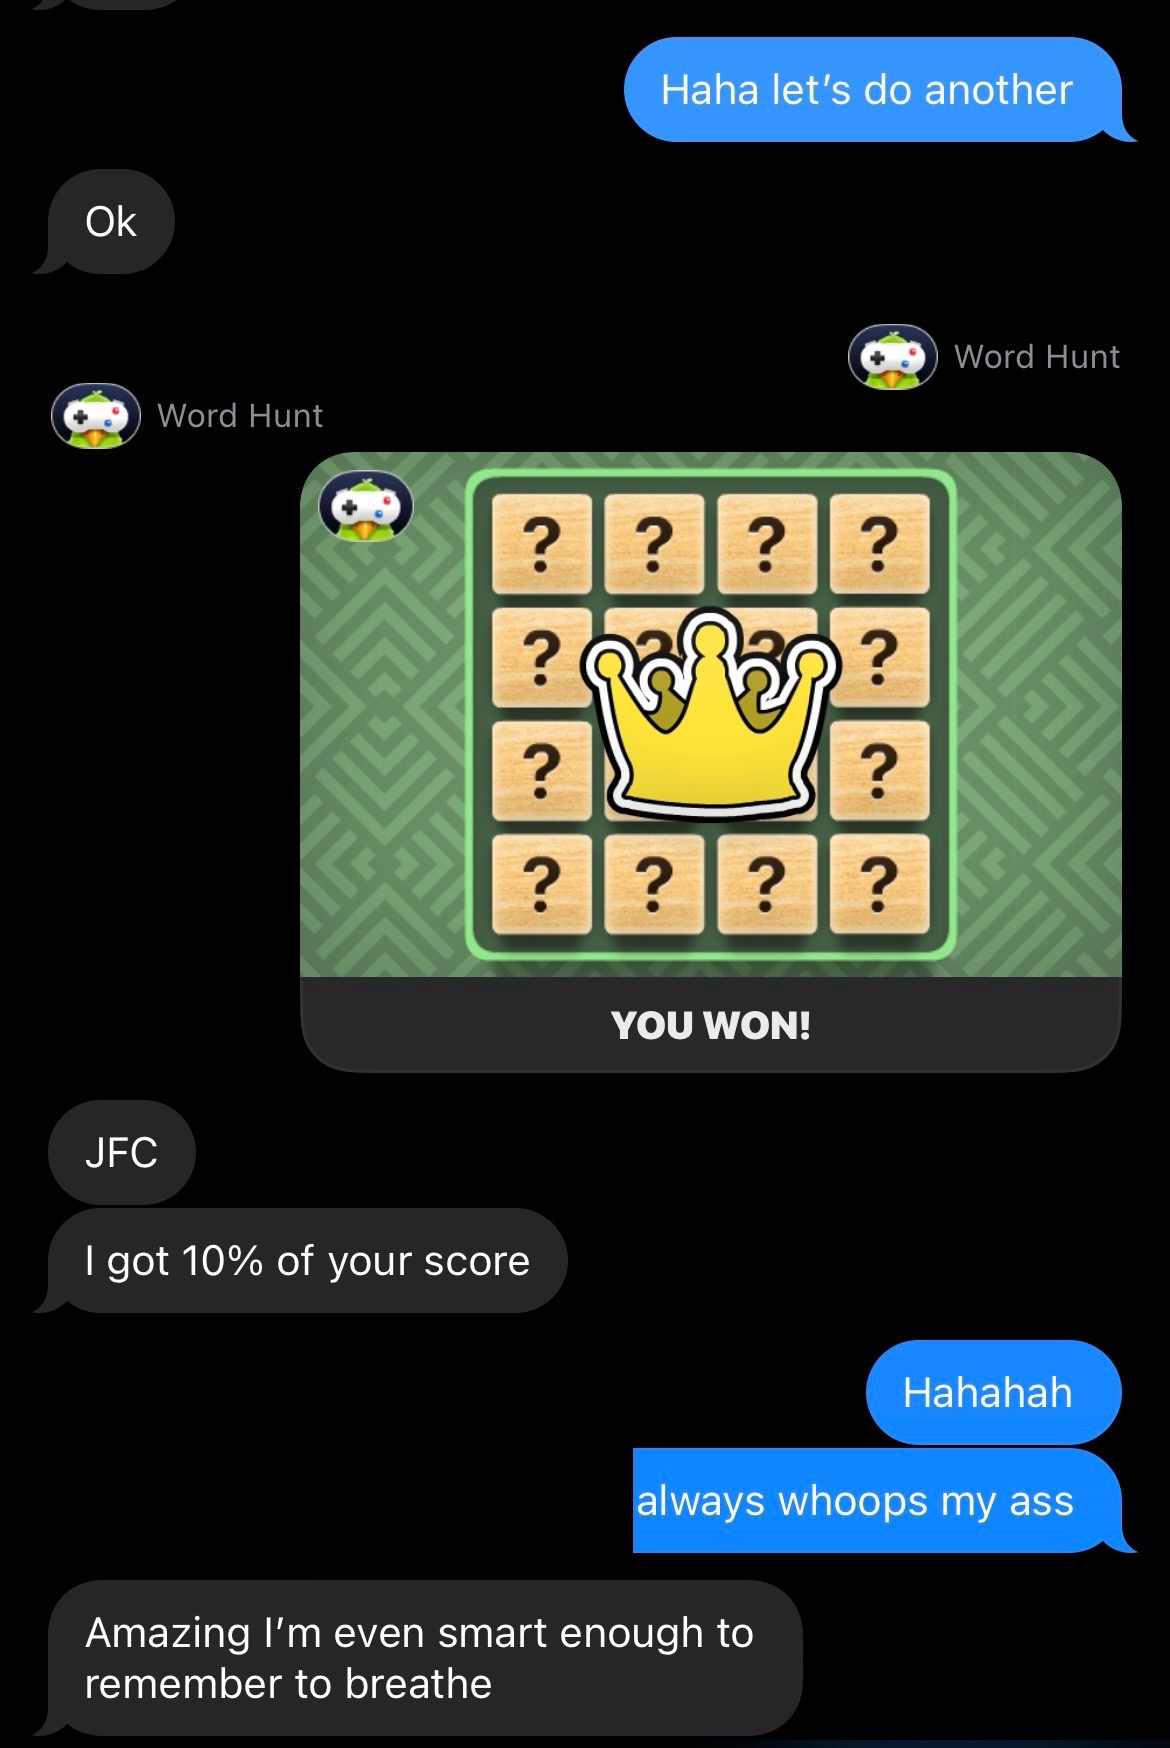 Haha let’s do another
Ok
Word Hunt
Word Hunt
? ? ? ?
? ? ? ?
? ?
? ? ? ?
YOU WON!
JFC
I got 10% of your score
Hahahah
always whoops my ass
Amazing I’m even smart enough to
remember to breathe